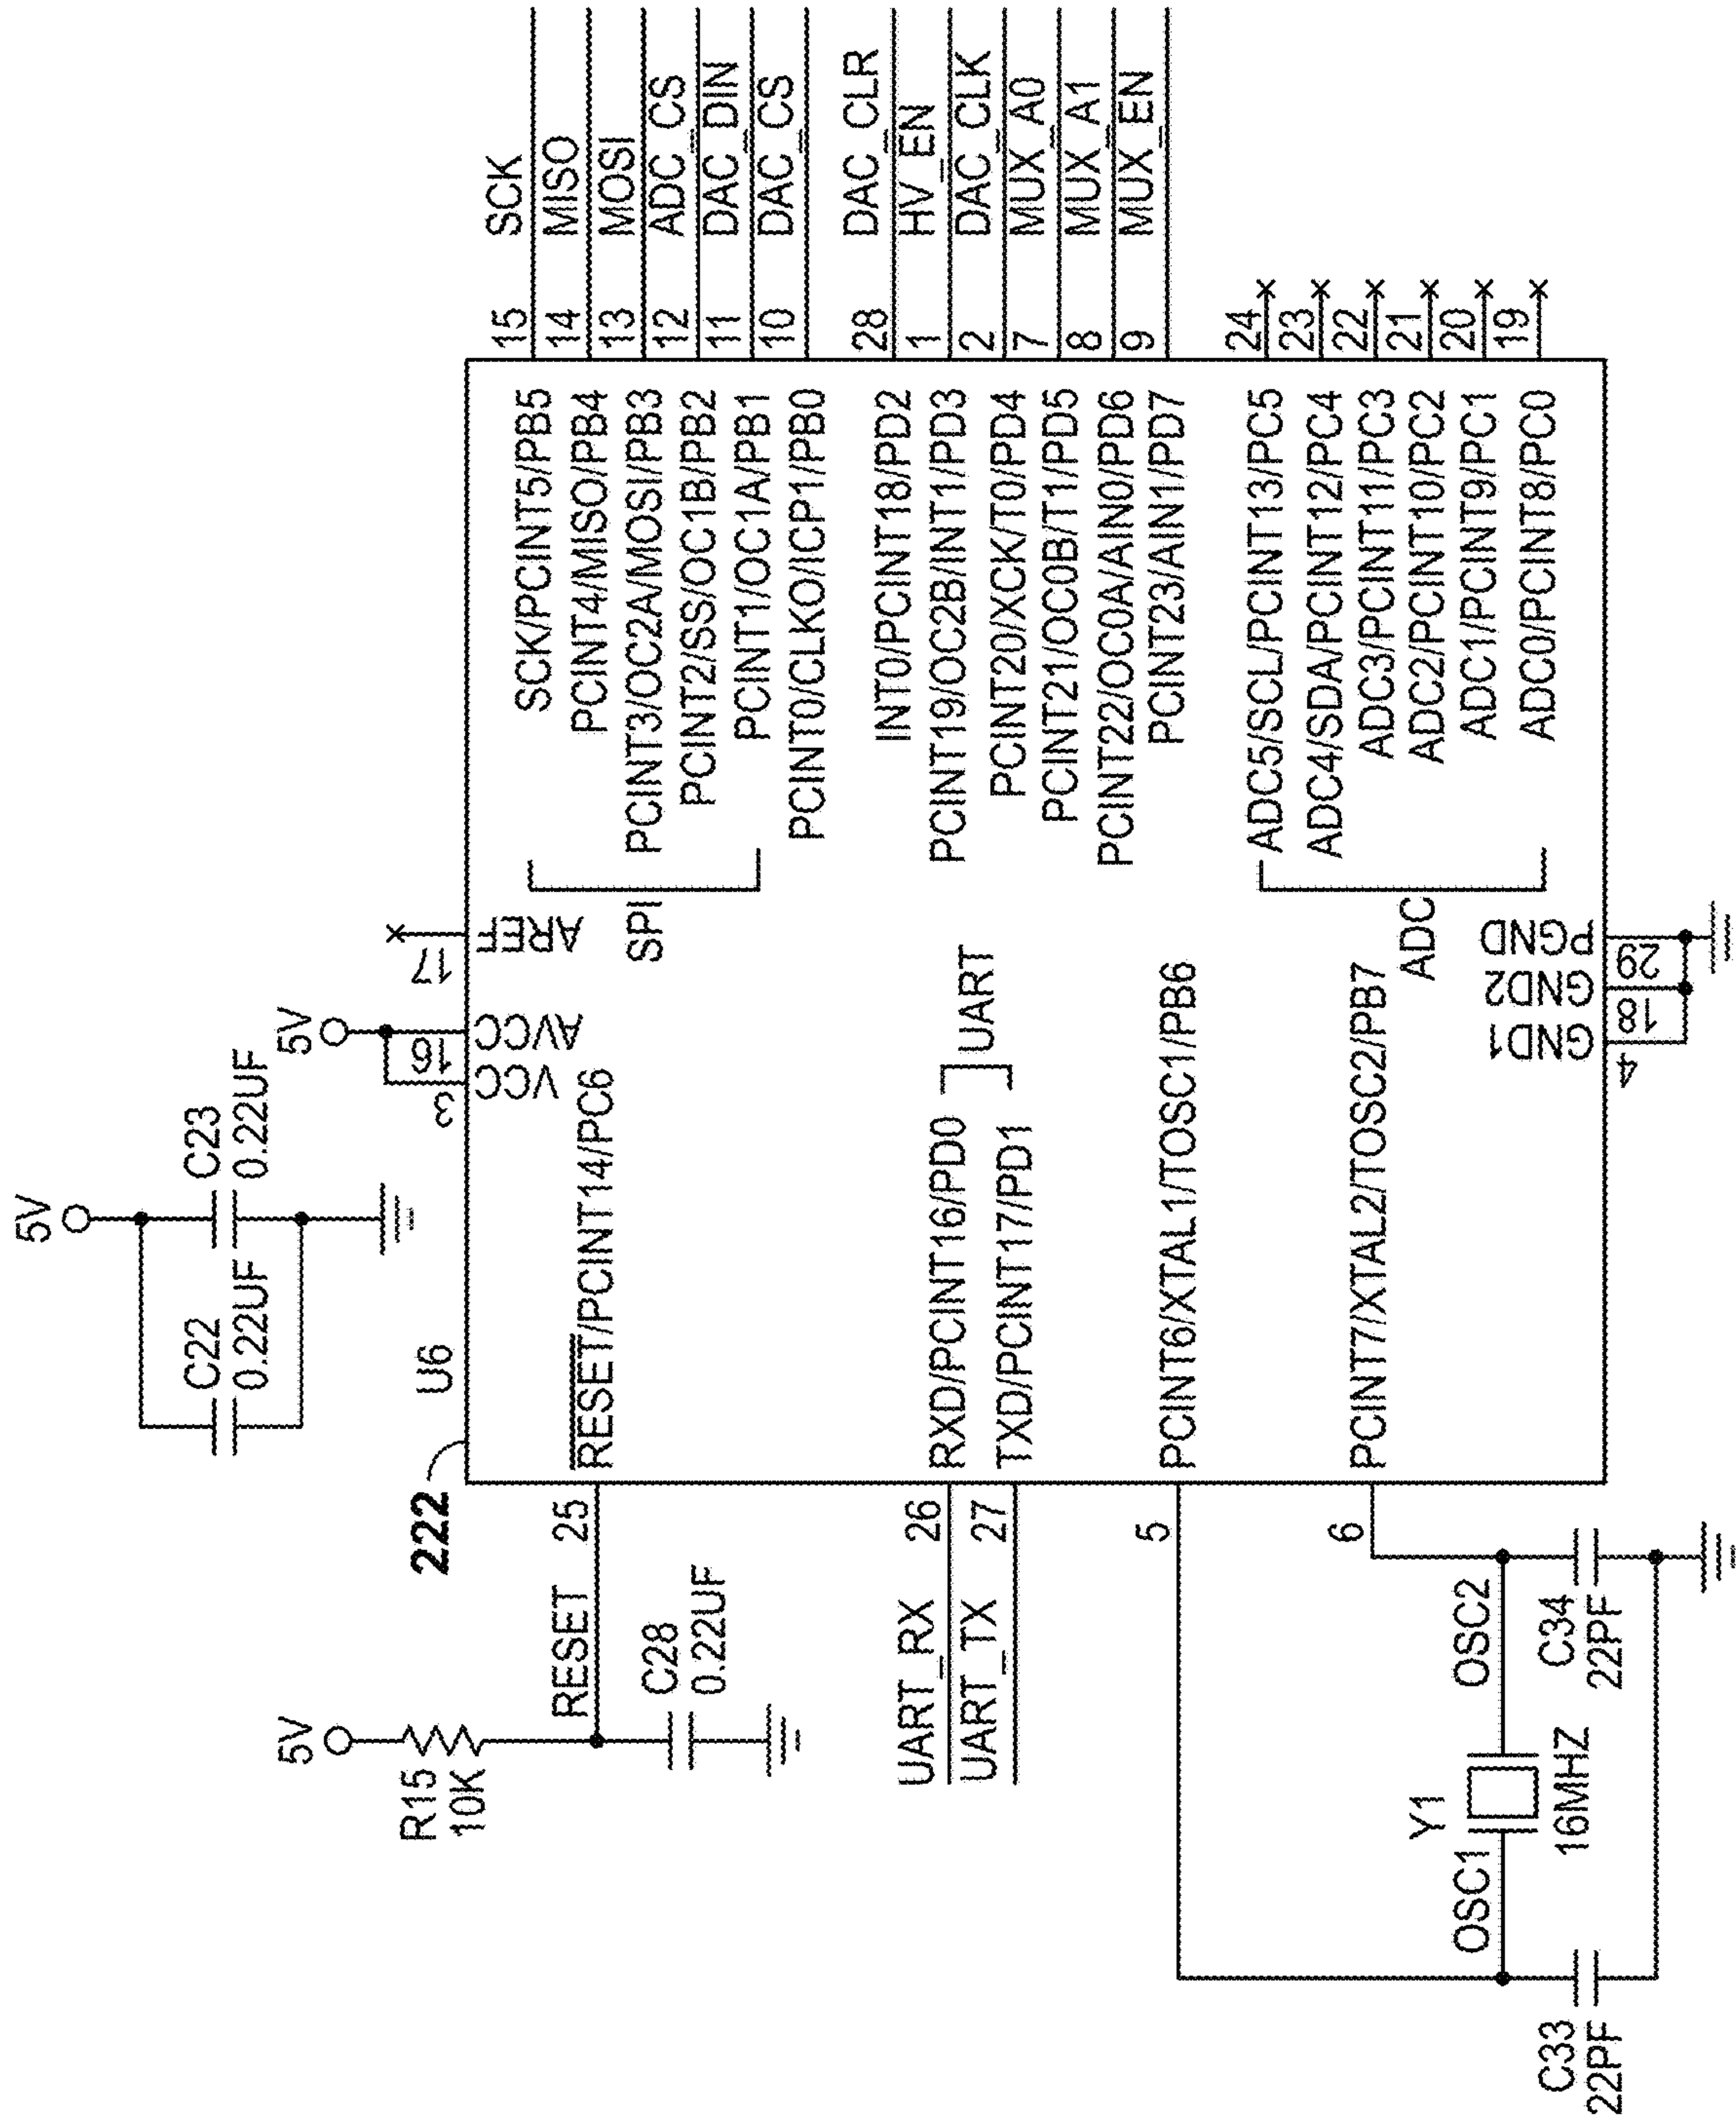 5V
C22
0.22UF
C23
0.22UF
5V
222
U6
3
16
17
VCC
AVCC
AREF
5V
R15
10K
RESET
25
C28
0.22UF
RESET/PCINT14/PC6
UART_RX
26
UART_TX
27
RXD/PCINT16/PD0
TXD/PCINT17/PD1
UART
5
PCINT6/XTAL1/TOSC1/PB6
6
PCINT7/XTAL2/TOSC2/PB7
OSC1
Y1
16MHZ
OSC2
C33
22PF
C34
22PF
SPI
SCK/PCINT5/PB5
15
SCK
PCINT4/MISO/PB4
14
MISO
PCINT3/OC2A/MOSI/PB3
13
MOSI
PCINT2/SS/OC1B/PB2
12
ADC_CS
PCINT1/OC1A/PB1
11
DAC_DIN
PCINT0/CLKO/ICP1/PB0
10
DAC_CS
INT0/PCINT18/PD2
28
DAC_CLR
PCINT19/OC2B/INT1/PD3
1
HV_EN
PCINT20/XCK/T0/PD4
2
DAC_CLK
PCINT21/OC0B/T1/PD5
7
MUX_A0
PCINT22/OC0A/AIN0/PD6
8
MUX_A1
PCINT23/AIN1/PD7
9
MUX_EN
ADC
ADC5/SCL/PCINT13/PC5
24
ADC4/SDA/PCINT12/PC4
23
ADC3/PCINT11/PC3
22
ADC2/PCINT10/PC2
21
ADC1/PCINT9/PC1
20
ADC0/PCINT8/PC0
19
GND1
GND2
PGND
4
18
29